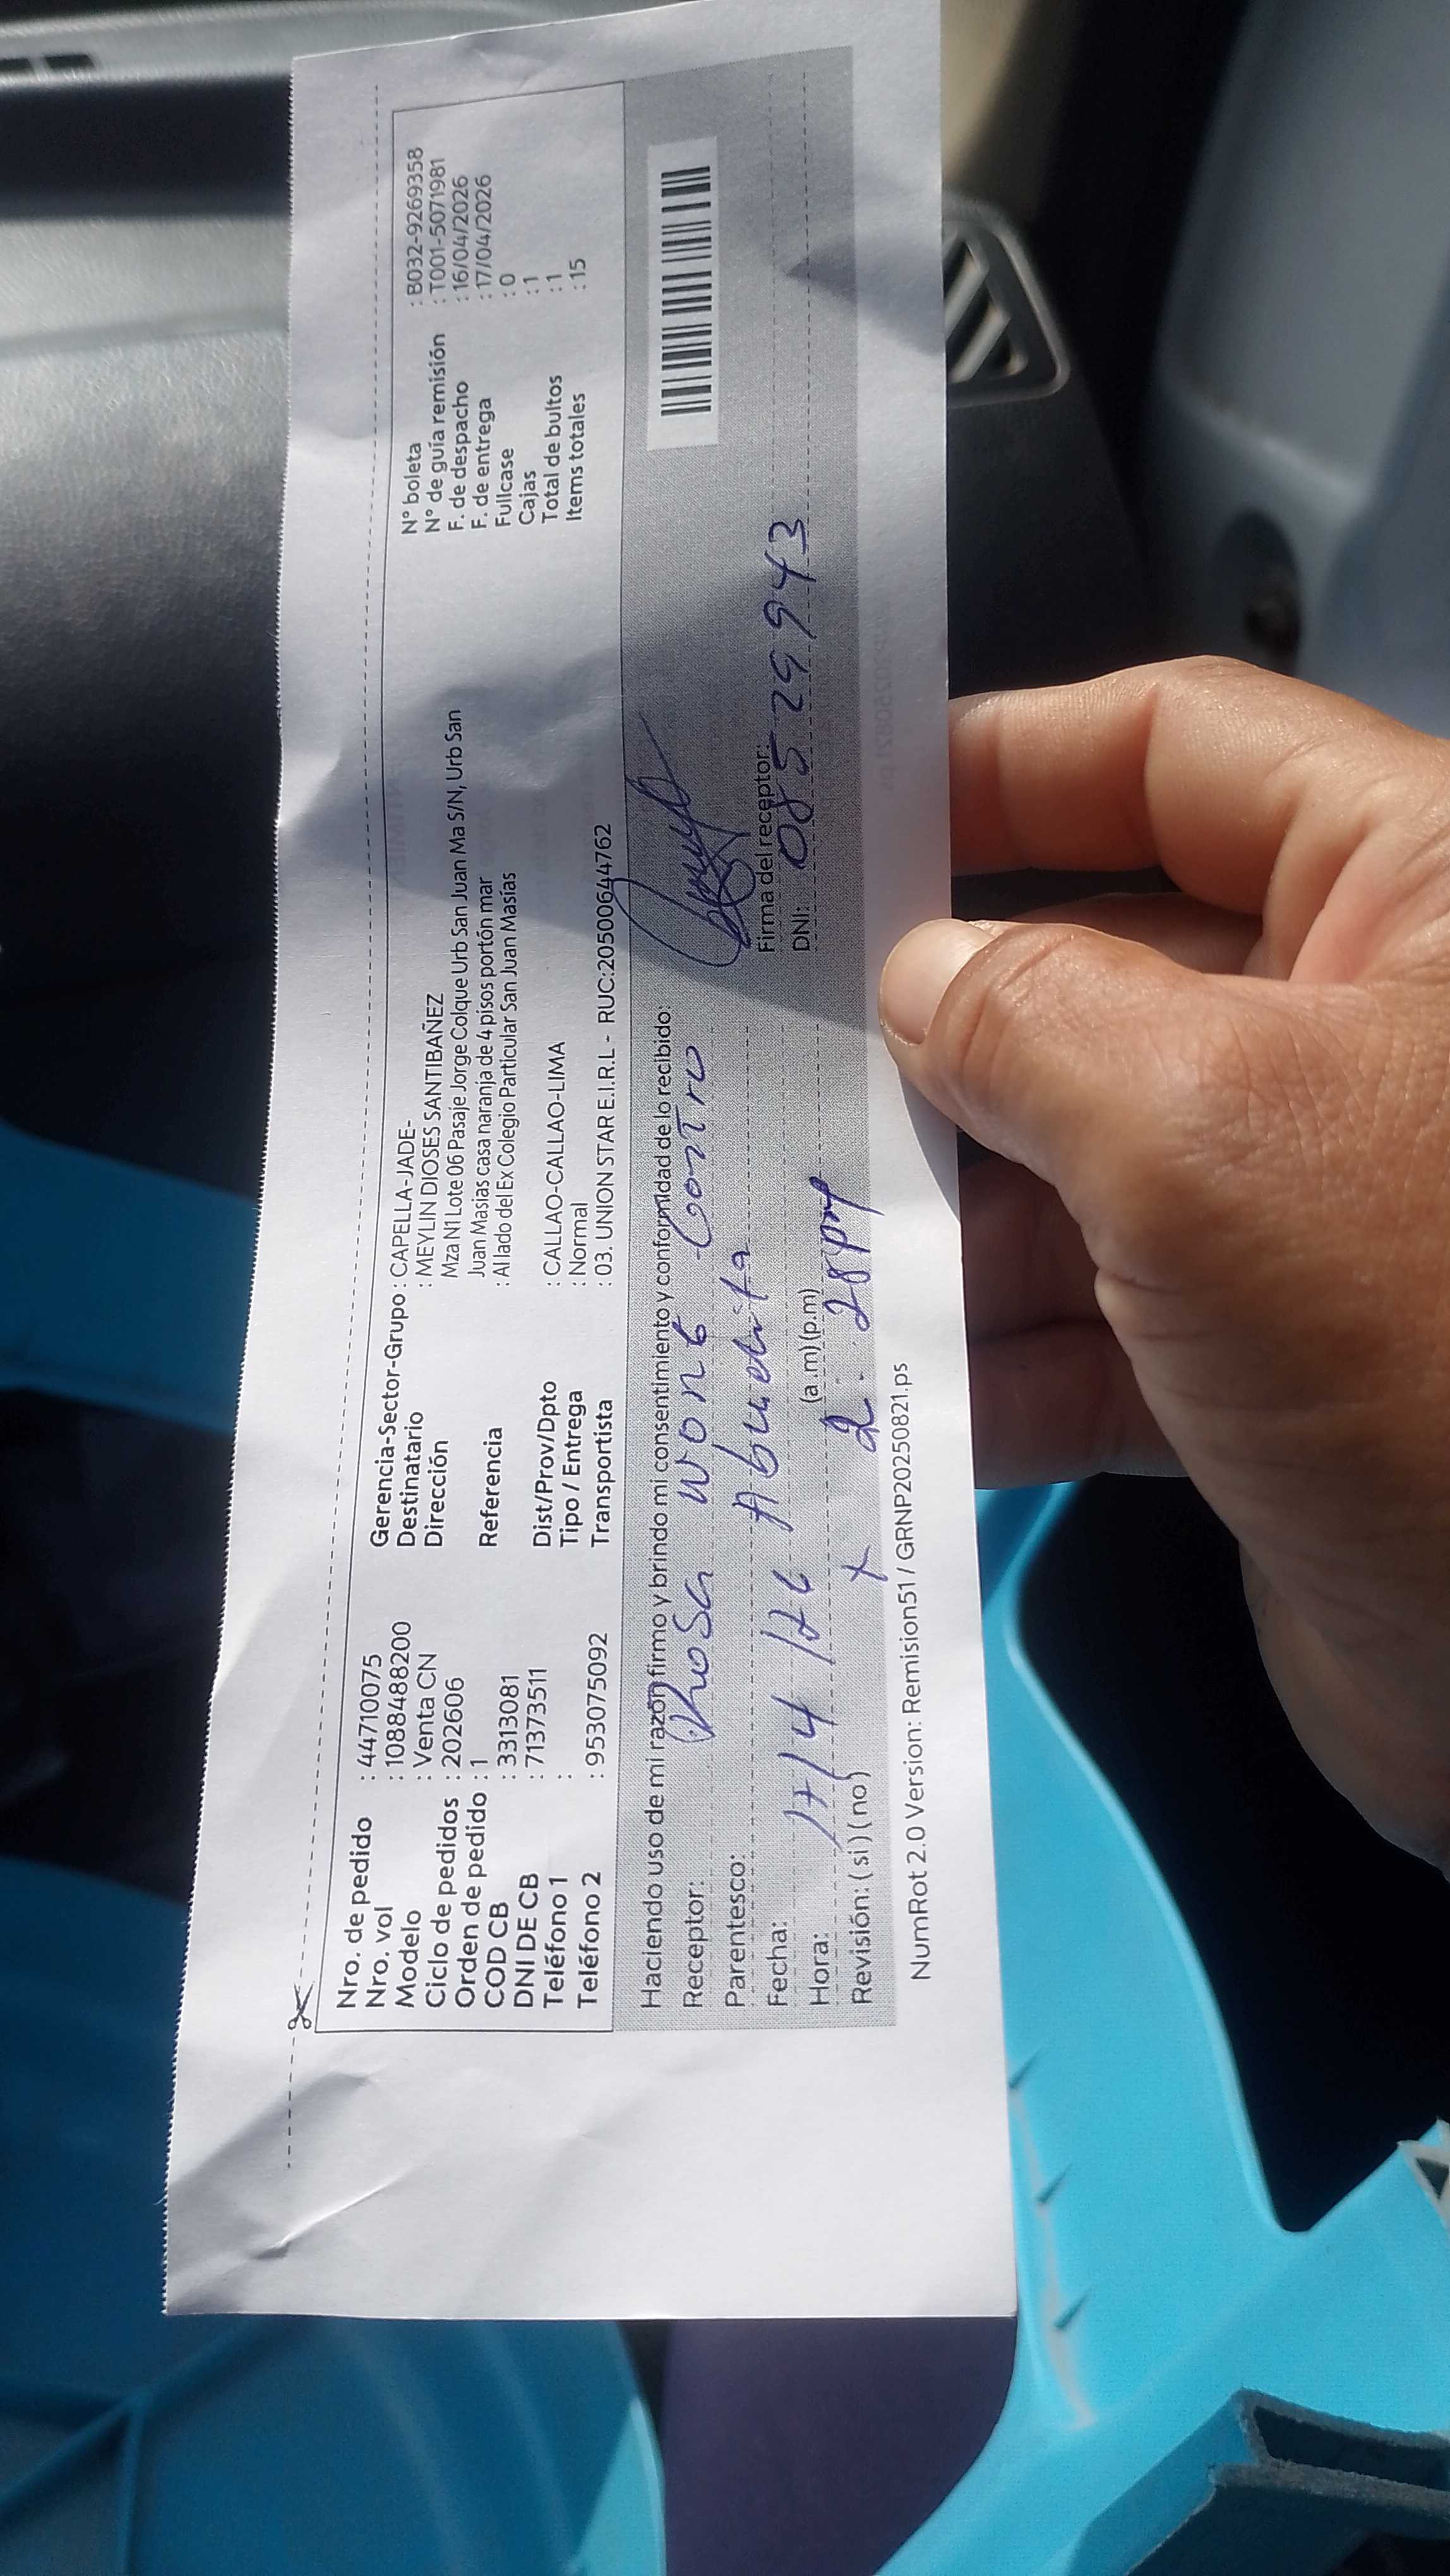 Nro. de pedido : 44710075
Nro. vol : 1088488200
Modelo : Venta CN
Ciclo de pedidos : 202606
Orden de pedido : 1
COD CB : 3313081
DNI DE CB : 71373511
Teléfono 1 :
Teléfono 2 : 953075092
Gerencia-Sector-Grupo : CAPELLA-JADE-
Destinatario : MEYLIN DIOSES SANTIBAÑEZ
Dirección Mza N1 Lote 06 Pasaje Jorge Colque Urb San Juan Ma S/N, Urb San
Juan Masías casa naranja de 4 pisos portón mar
Referencia : Al lado del Ex Colegio Particular San Juan Masías
Dist/Prov/Dpto : CALLAO-CALLAO-LIMA
Tipo / Entrega : Normal
Transportista : 03. UNION STAR E.I.R.L - RUC:20500644762
N° boleta : B032-9269358
N° de guía remisión : T001-5071981
F. de despacho : 16/04/2026
F. de entrega : 17/04/2026
Fullcase : 0
Cajas : 1
Total de bultos : 1
Items totales : 15
Haciendo uso de mi razón firmo y brindo mi consentimiento y conformidad de lo recibido:
Receptor: Rosa Wong Castro
Parentesco: Abuelita
Fecha: 17/4/26
Hora: (a.m) (p.m) 2:28pm
Revisión: ( si ) ( no ) x
Firma del receptor:
DNI: 08529943
NumRot 2.0 Version: Remision51 / GRNP20250821.ps